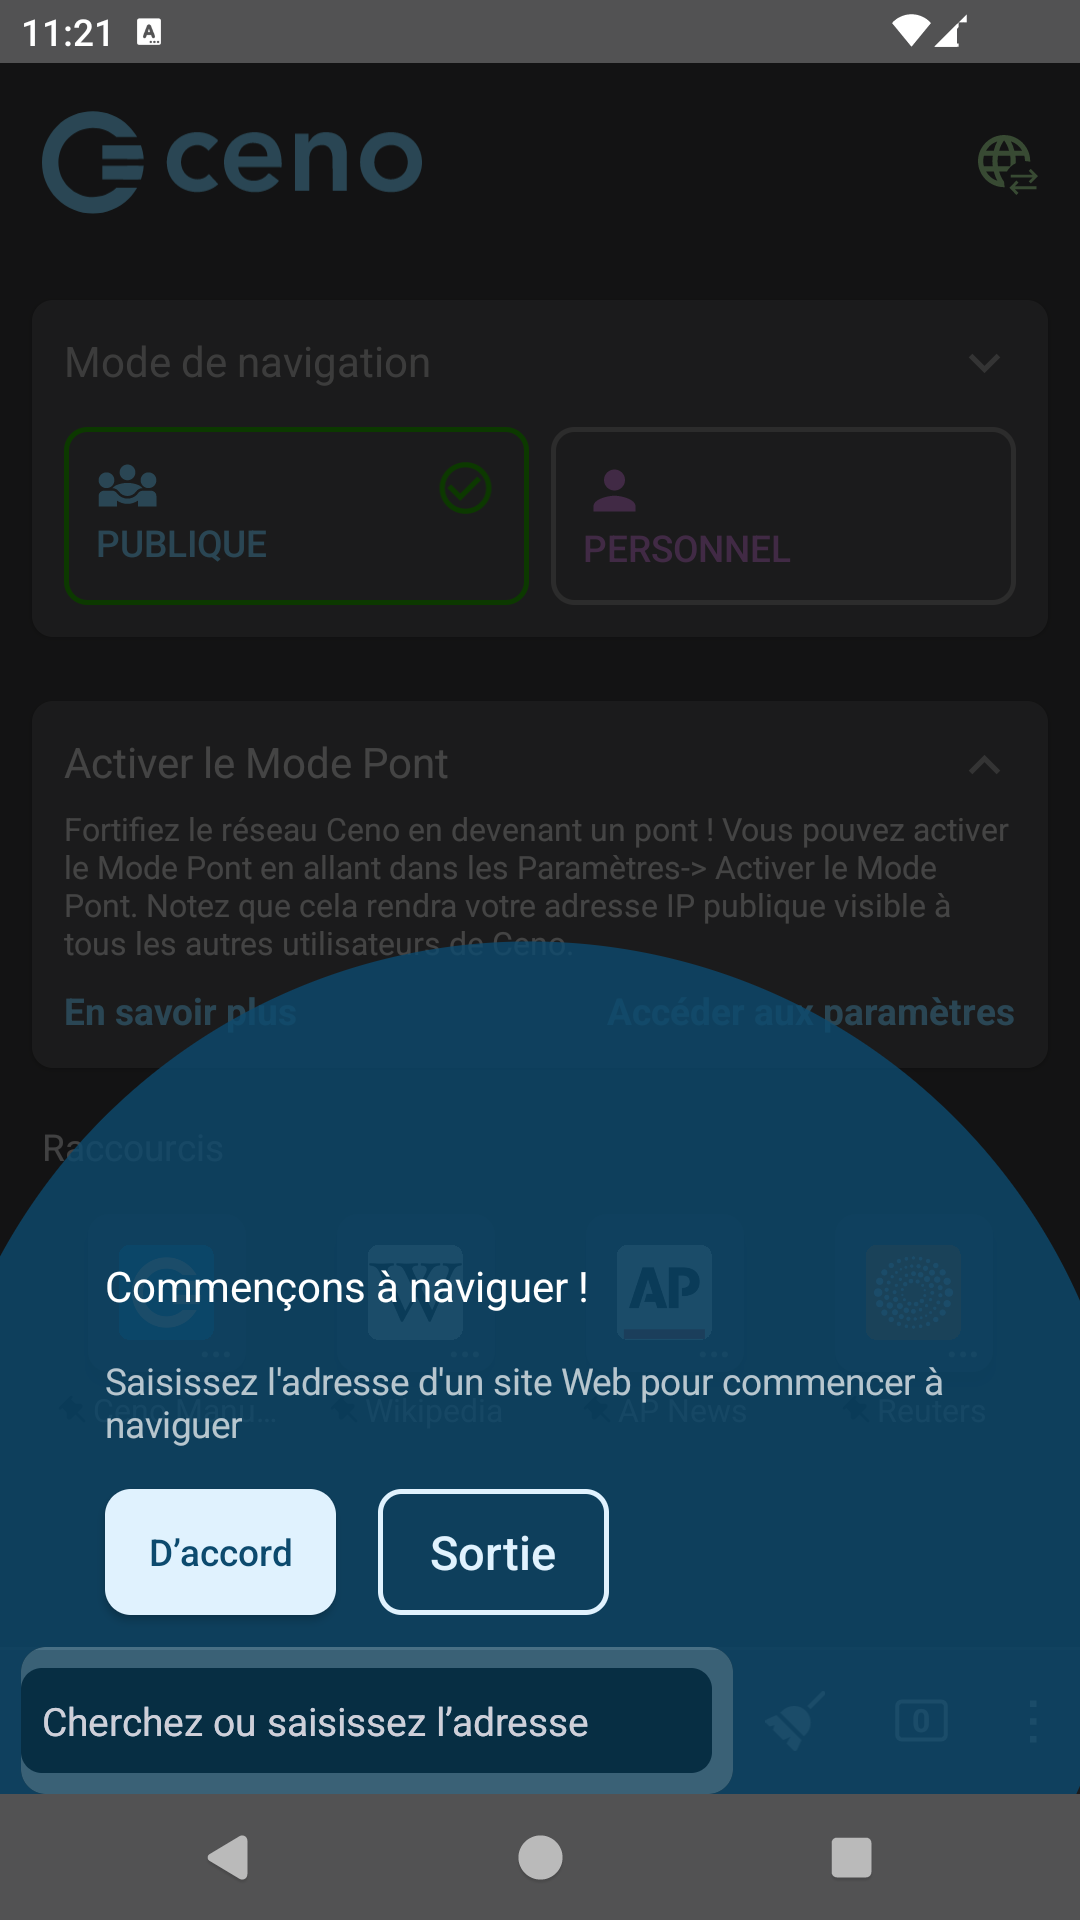 11:21
ceno
Mode de navigation
PUBLIQUE
PERSONNEL
Activer le Mode Pont
Fortifiez le réseau Ceno en devenant un pont ! Vous pouvez activer
le Mode Pont en allant dans les Paramètres-> Activer le Mode
Pont. Notez que cela rendra votre adresse IP publique visible à
tous les autres utilisateurs de Ceno.
En savoir plus
Accéder aux paramètres
Raccourcis
W
AP
Commençons à naviguer !
Saisissez l'adresse d'un site Web pour commencer à
naviguer
Ceno Manu...
Wikipedia
AP News
Reuters
D’accord
Sortie
Cherchez ou saisissez l’adresse
0